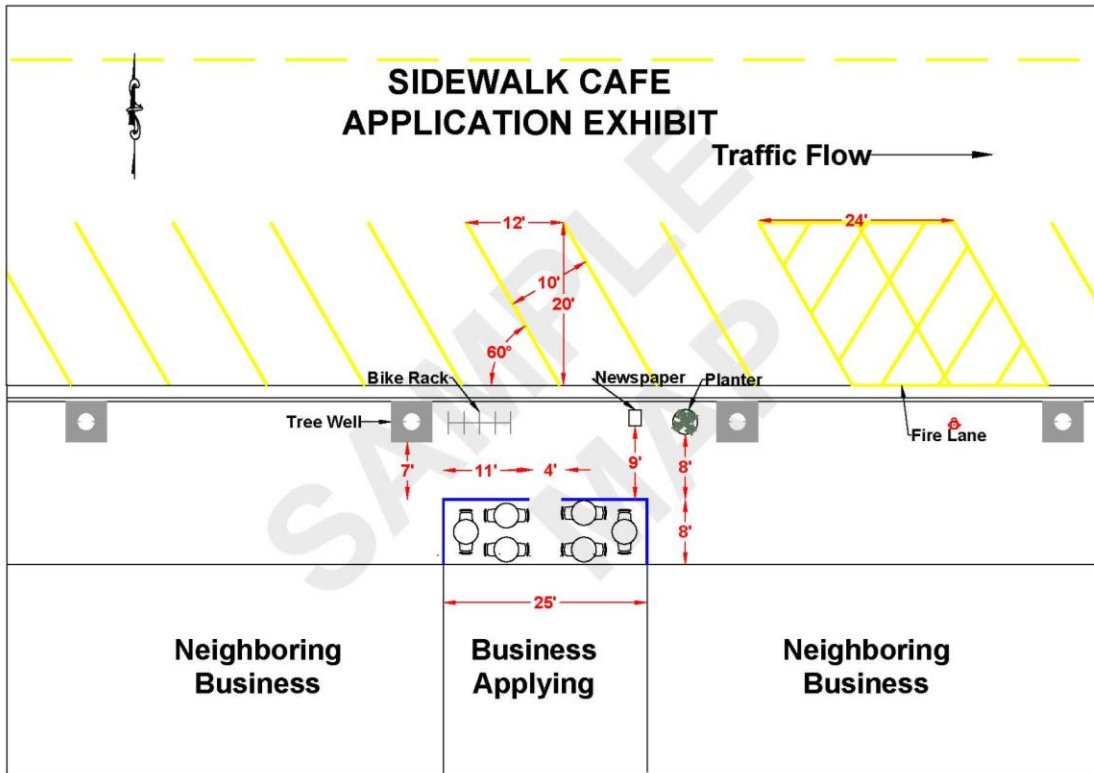 SIDEWALK CAFE
APPLICATION EXHIBIT
Traffic Flow
12'
24'
10'
20'
60°
Bike Rack
Newspaper
Planter
Tree Well
Fire Lane
7'
11'
4'
9'
8'
8'
25'
Neighboring
Business
Business
Applying
Neighboring
Business
SAMPLE
MAP